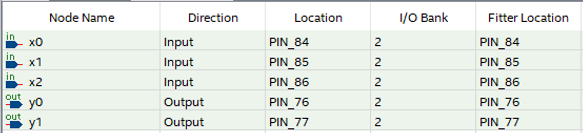 Node Name Direction Location I/O Bank Fitter Location
in x0 Input PIN_84 2 PIN_84
in x1 Input PIN_85 2 PIN_85
in x2 Input PIN_86 2 PIN_86
out y0 Output PIN_76 2 PIN_76
out y1 Output PIN_77 2 PIN_77